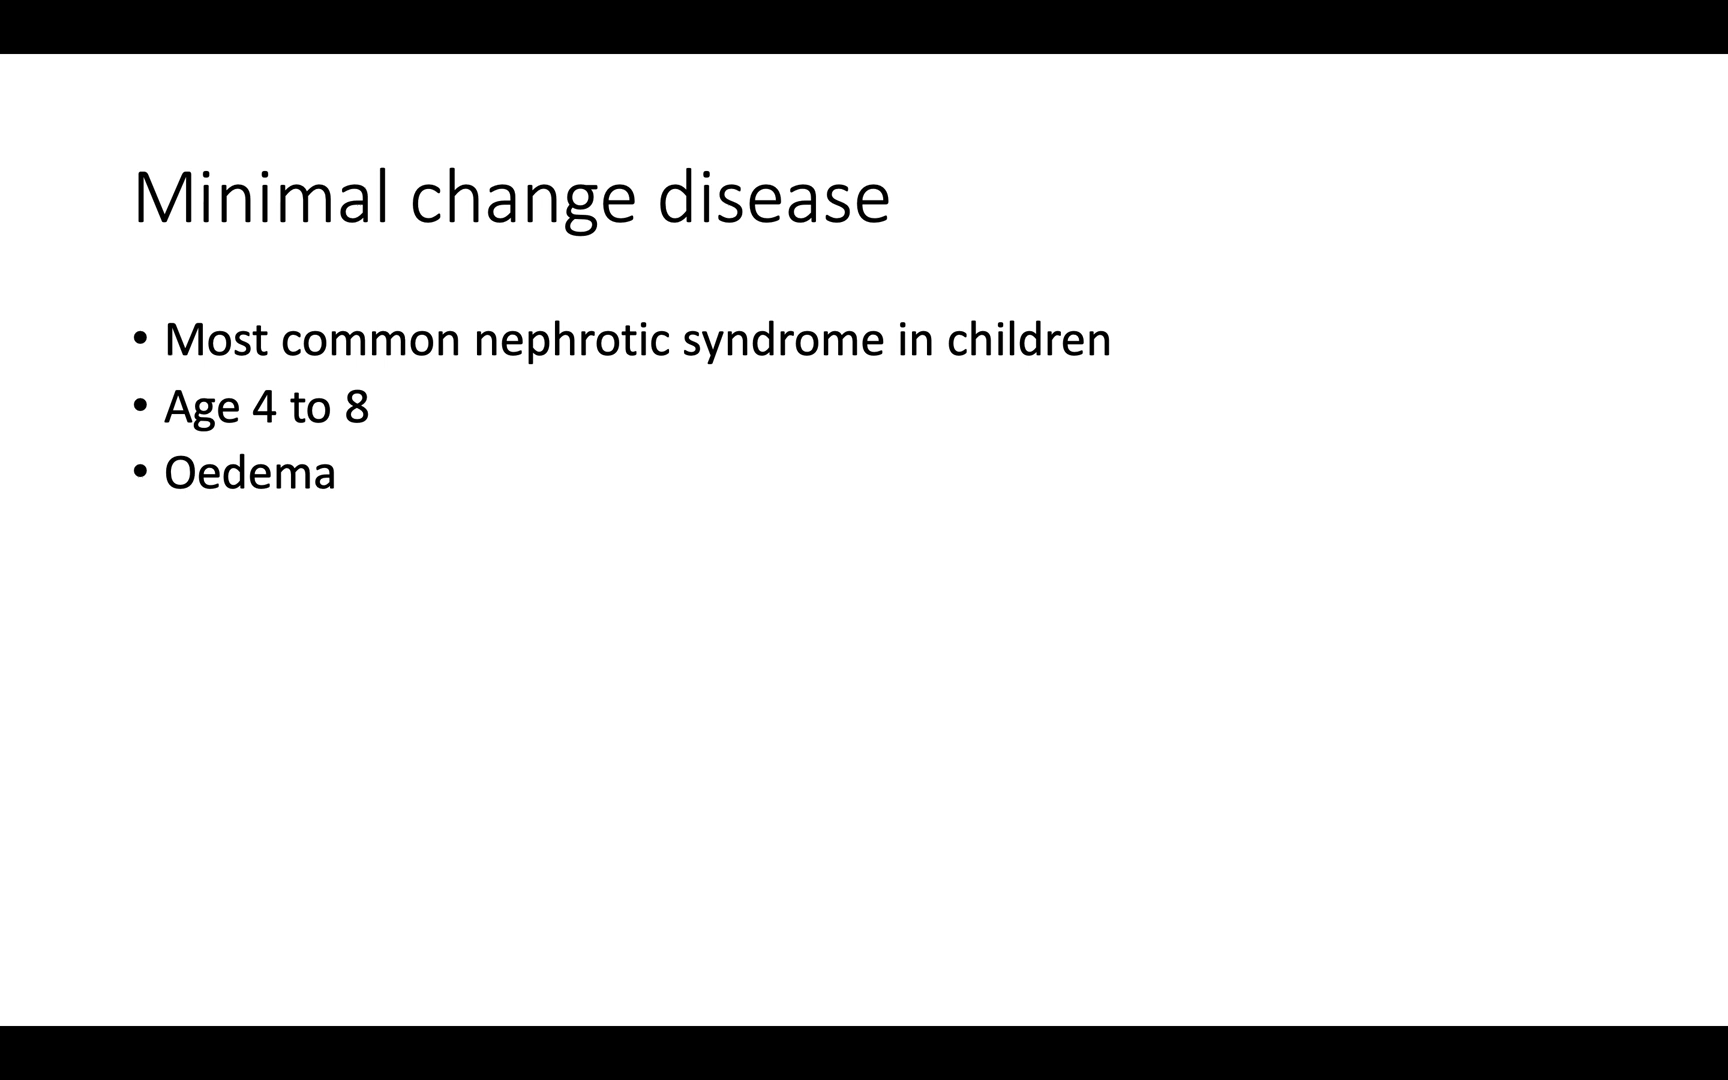 Minimal change disease
• Most common nephrotic syndrome in children
• Age 4 to 8
• Oedema